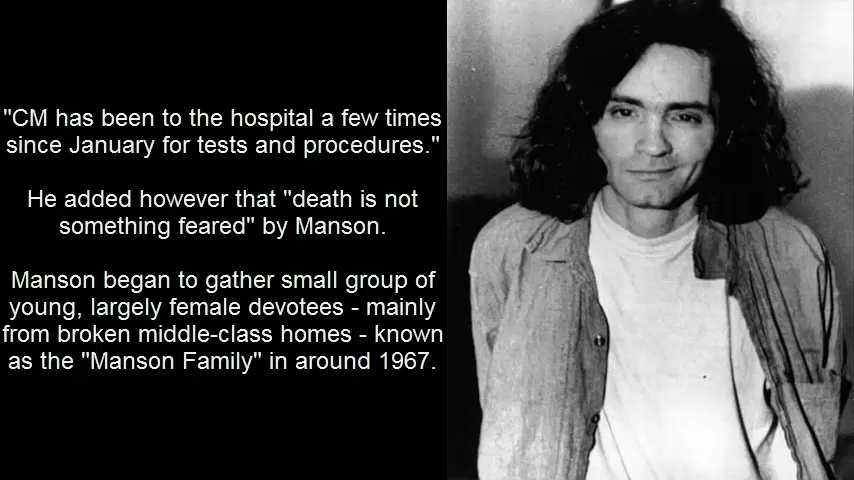 "CM has been to the hospital a few times
since January for tests and procedures."
He added however that "death is not
something feared" by Manson.
Manson began to gather small group of
young, largely female devotees - mainly
from broken middle-class homes - known
as the "Manson Family" in around 1967.